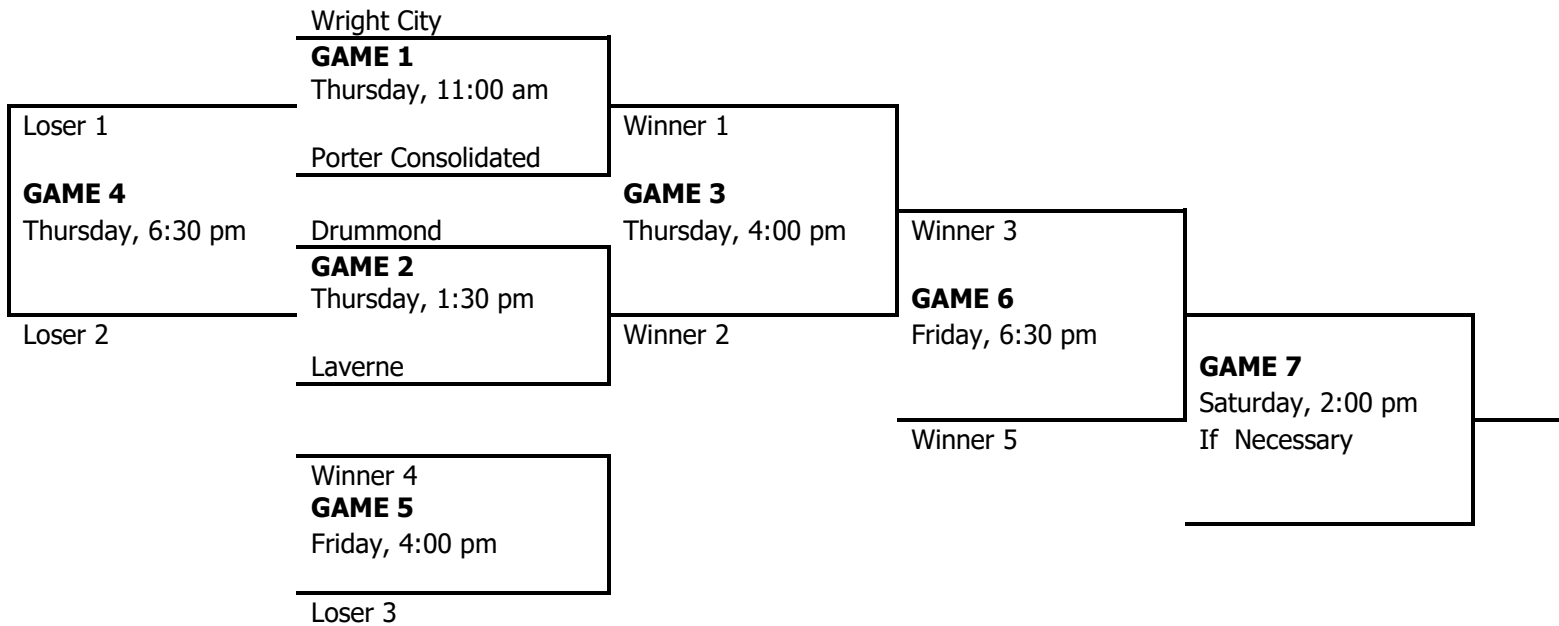 Wright City
GAME 1
Thursday, 11:00 am
Loser 1
Winner 1
Porter Consolidated
GAME 4
GAME 3
Thursday, 6:30 pm
Drummond
Thursday, 4:00 pm
Winner 3
GAME 2
Thursday, 1:30 pm
GAME 6
Loser 2
Winner 2
Friday, 6:30 pm
Laverne
GAME 7
Saturday, 2:00 pm
Winner 5
If Necessary
Winner 4
GAME 5
Friday, 4:00 pm
Loser 3